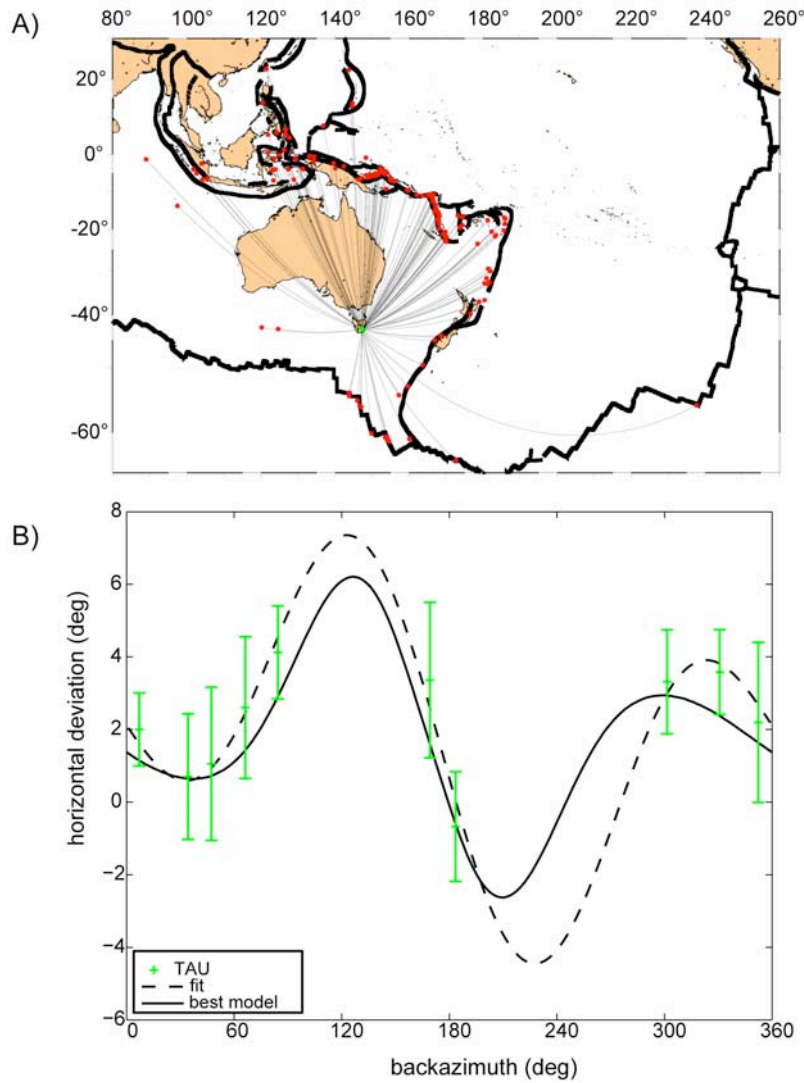 A)
80° 100° 120° 140° 160° 180° 200° 220° 240° 260°
20°
0°
-20°
-40°
-60°
B)
8
6
4
2
0
−2
−4
−6
horizontal deviation (deg)
TAU
fit
best model
0 60 120 180 240 300 360
backazimuth (deg)